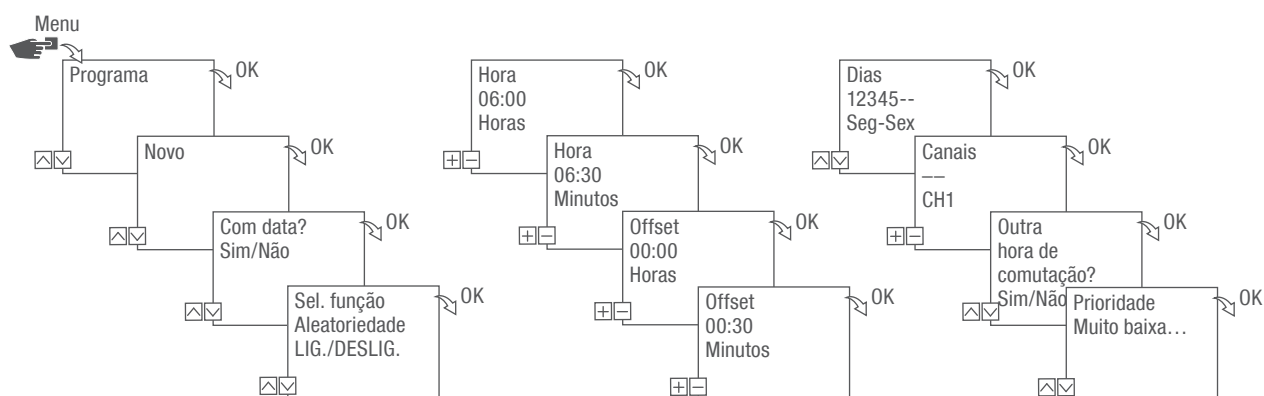 Menu
Programa
OK
Novo
OK
Com data?
Sim/Não
OK
Sel. função
Aleatoriedade
LIG./DESLIG.
OK
Hora
06:00
Horas
OK
Hora
06:30
Minutos
OK
Offset
00:00
Horas
OK
Offset
00:30
Minutos
OK
Dias
12345--
Seg-Sex
OK
Canais
––
CH1
OK
Outra
hora de
comutação?
Sim/Não
OK
Prioridade
Muito baixa...
OK